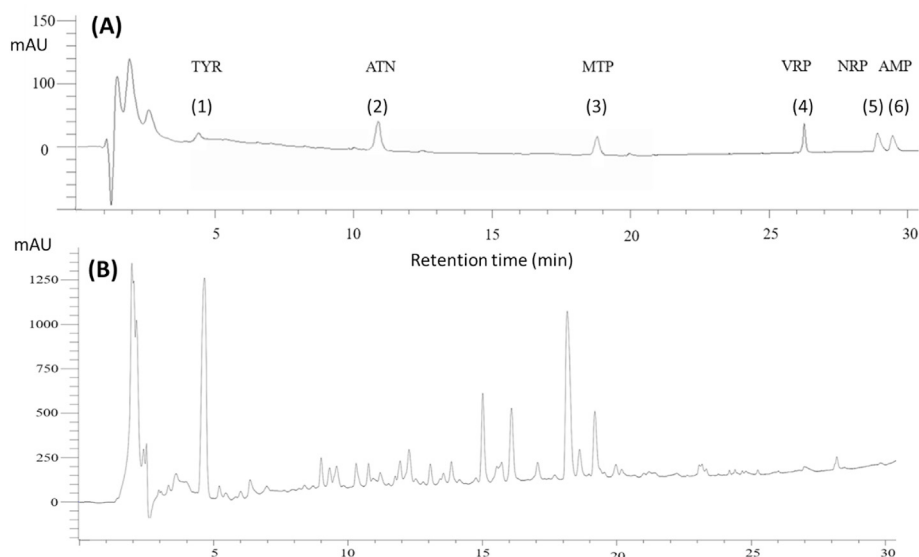 150
(A)
mAU
TYR ATN MTP VRP NRP AMP
100
(1) (2) (3) (4) (5) (6)
0
5 10 15 20 25 26 30
Retention time (min)
mAU
(B)
1250
1000
750
500
250
0
5 10 15 20 25 30